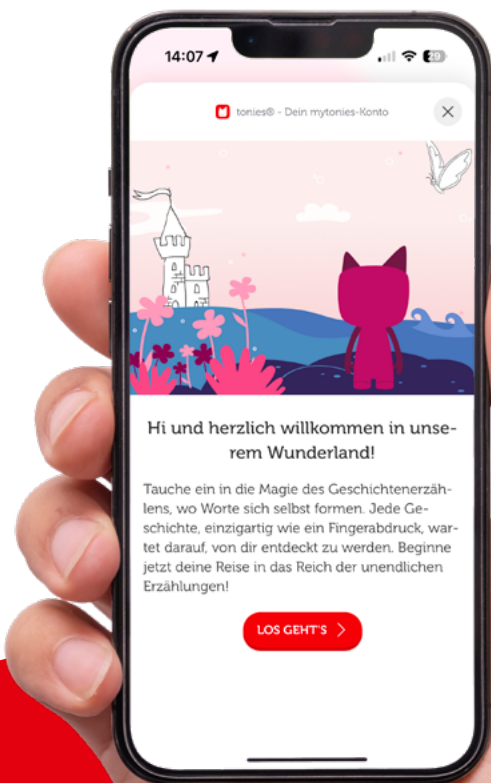 14:07
29
tonies® - Dein mytonies-Konto
Hi und herzlich willkommen in unse-
rem Wunderland!
Tauche ein in die Magie des Geschichtenerzäh-
lens, wo Worte sich selbst formen. Jede Ge-
schichte, einzigartig wie ein Fingerabdruck, war-
tet darauf, von dir entdeckt zu werden. Beginne
jetzt deine Reise in das Reich der unendlichen
Erzählungen!
LOS GEHT'S